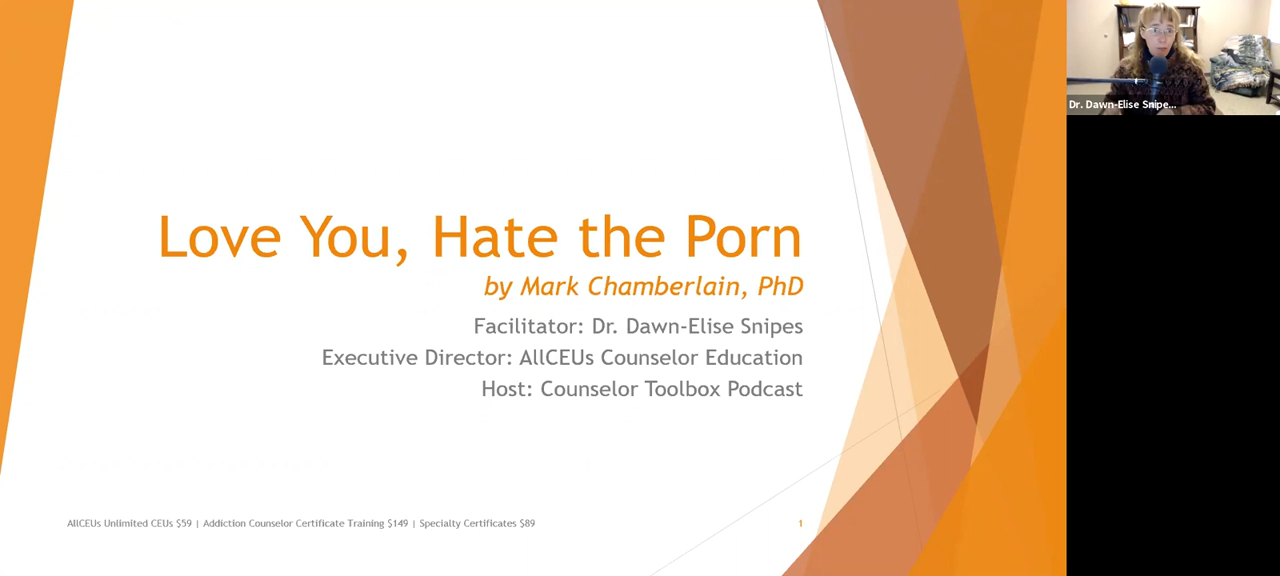 Love You, Hate the Porn
by Mark Chamberlain, PhD
Facilitator: Dr. Dawn-Elise Snipes
Executive Director: AllCEUs Counselor Education
Host: Counselor Toolbox Podcast
AllCEUs Unlimited CEUs $59 | Addiction Counselor Certificate Training $149 | Specialty Certificates $89
1
Dr. Dawn-Elise Snipe...